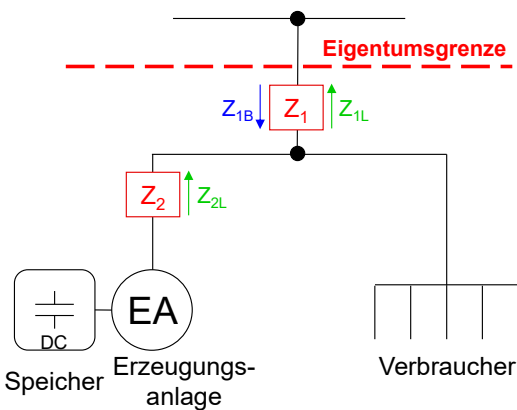 Eigentumsgrenze
Z1B Z1 Z1L
Z2 Z2L
EA
DC
Speicher
Erzeugungs-
anlage
Verbraucher